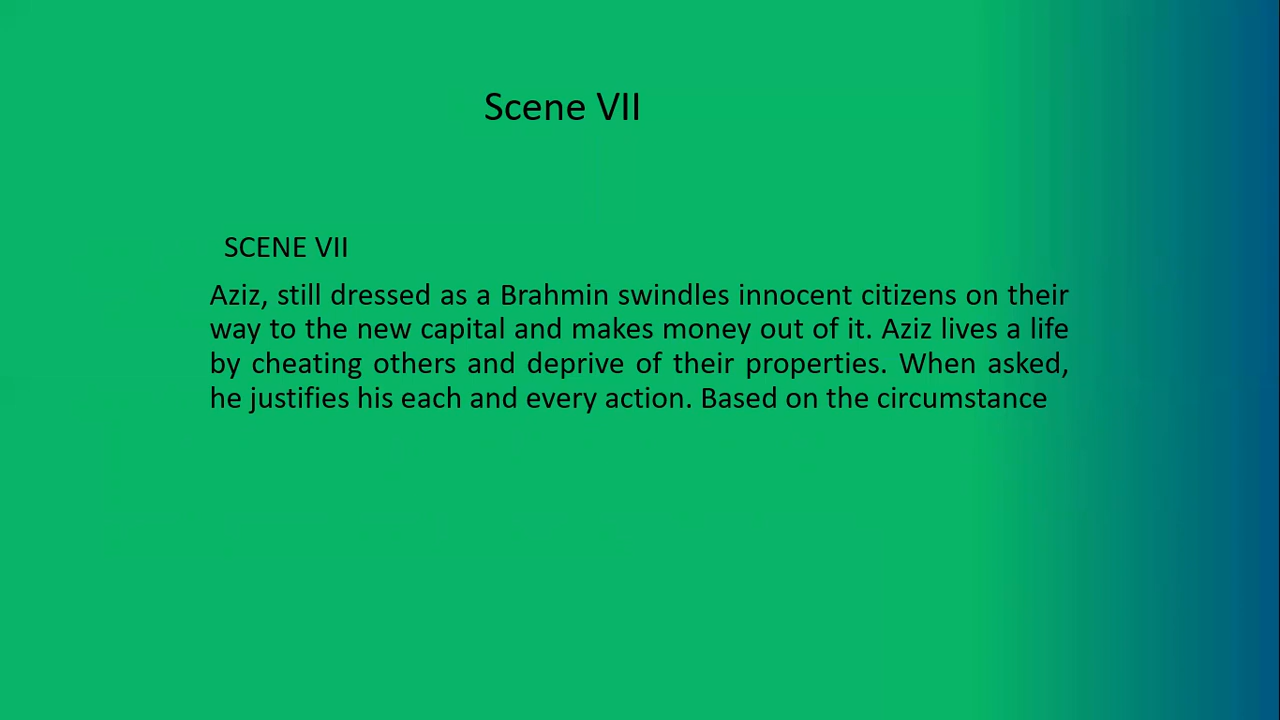 Scene VII
SCENE VII
Aziz, still dressed as a Brahmin swindles innocent citizens on their
way to the new capital and makes money out of it. Aziz lives a life
by cheating others and deprive of their properties. When asked,
he justifies his each and every action. Based on the circumstance